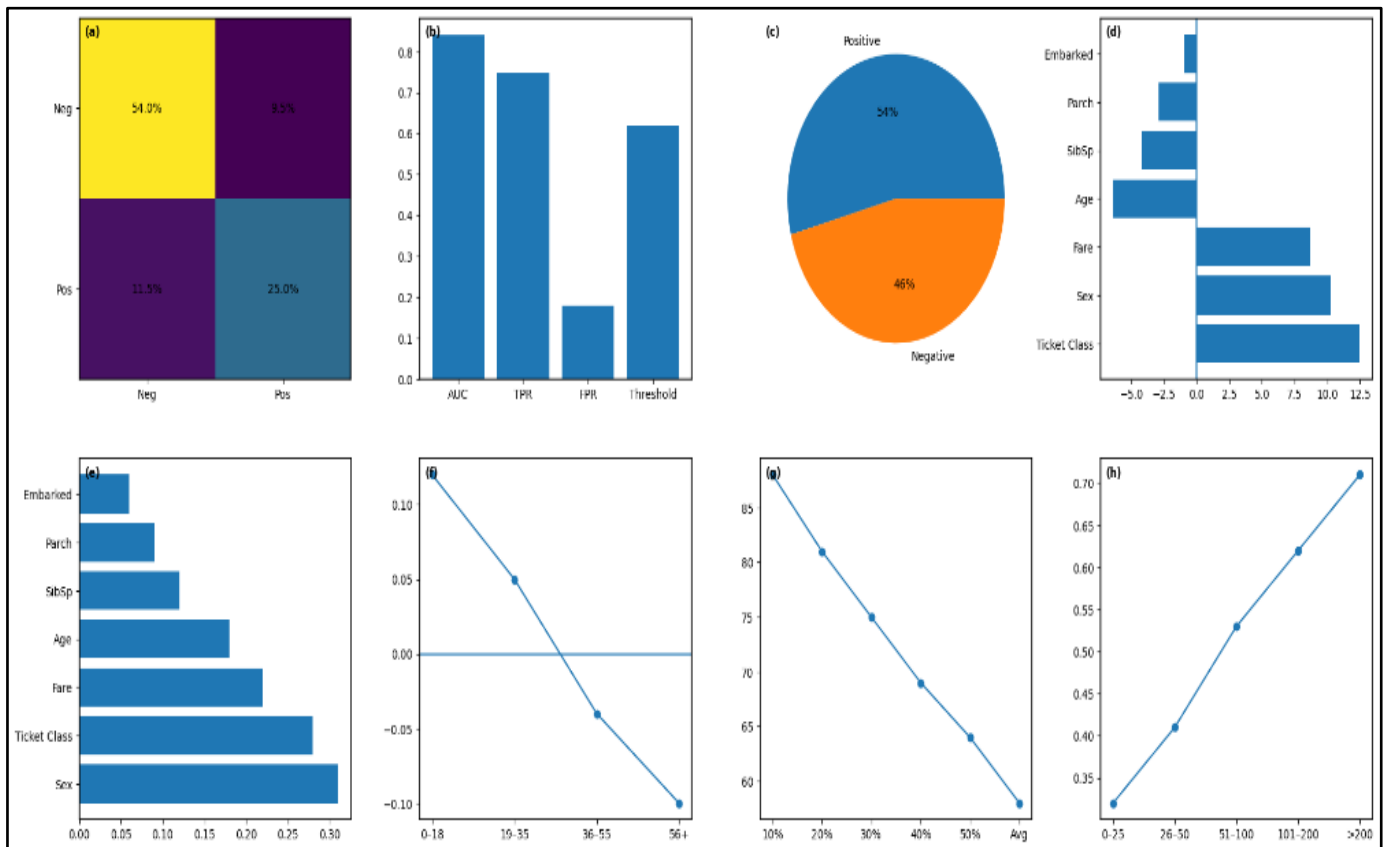 (a)
Neg
54.0%
9.5%
Pos
11.5%
25.0%
Neg
Pos
(b)
0.8
0.7
0.6
0.5
0.4
0.3
0.2
0.1
0.0
AUC
TPR
FPR
Threshold
(c)
Positive
54%
46%
Negative
(d)
Embarked
Parch
SibSp
Age
Fare
Sex
Ticket Class
−5.0
−2.5
0.0
2.5
5.0
7.5
10.0
12.5
(e)
Embarked
Parch
SibSp
Age
Fare
Ticket Class
Sex
0.00
0.05
0.10
0.15
0.20
0.25
0.30
(f)
0.10
0.05
0.00
−0.05
−0.10
0–18
19–35
36–55
56+
(g)
85
80
75
70
65
60
10%
20%
30%
40%
50%
Avg
(h)
0.70
0.65
0.60
0.55
0.50
0.45
0.40
0.35
0–25
26–50
51–100
101–200
>200